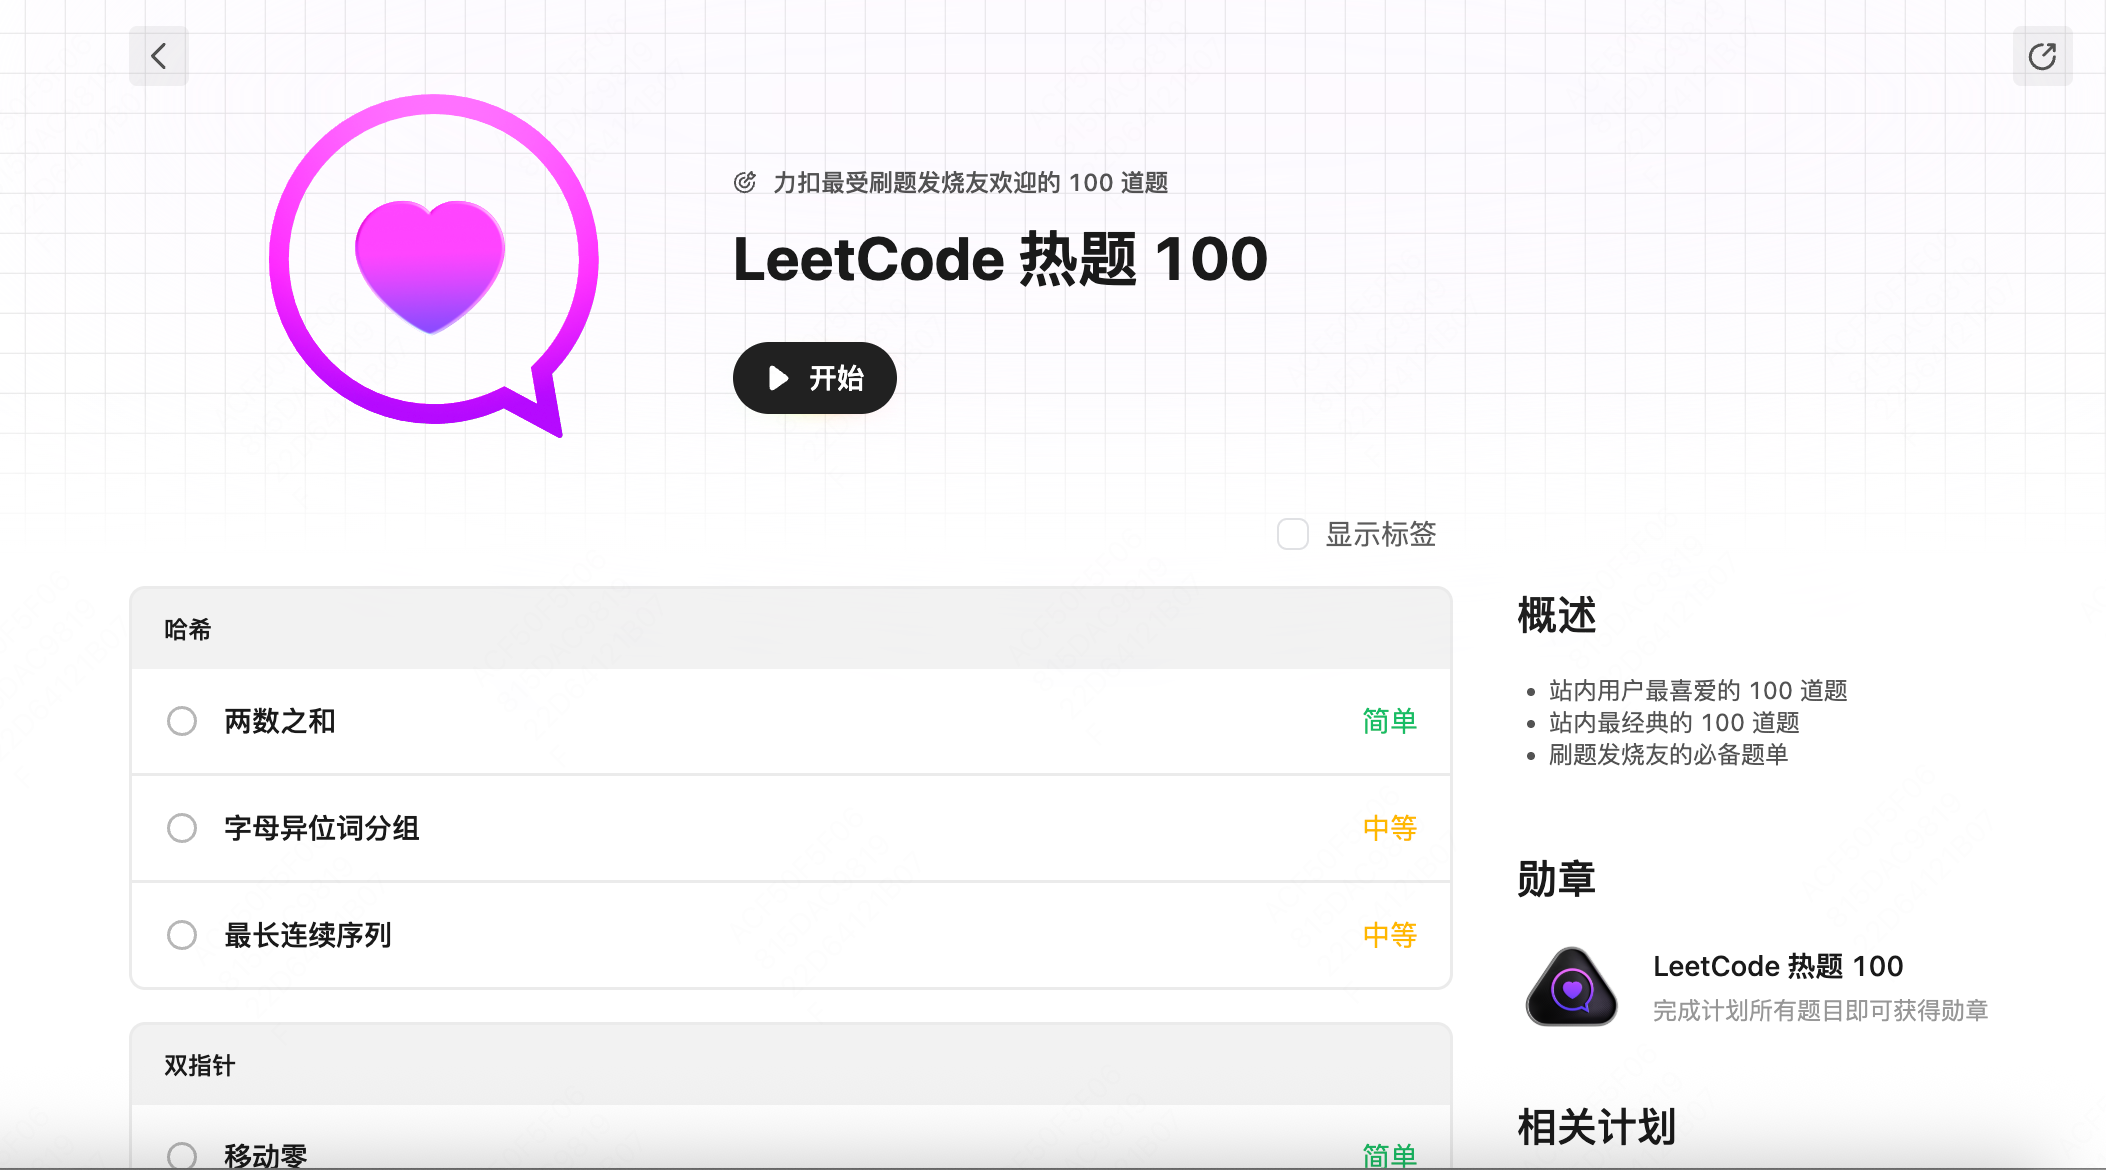 力扣最受刷题发烧友欢迎的 100 道题
LeetCode 热题 100
开始
显示标签
哈希
两数之和 简单
字母异位词分组 中等
最长连续序列 中等
双指针
移动零 简单
概述
站内用户最喜爱的 100 道题
站内最经典的 100 道题
刷题发烧友的必备题单
勋章
LeetCode 热题 100
完成计划所有题目即可获得勋章
相关计划